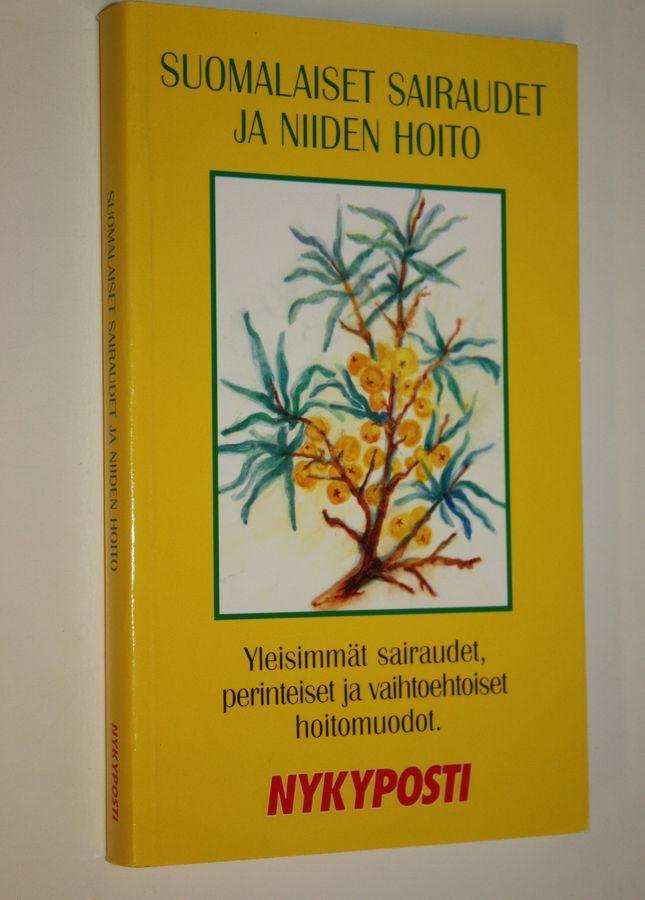 SUOMALAISET SAIRAUDET
JA NIIDEN HOITO
Yleisimmät sairaudet,
perinteiset ja vaihtoehtoiset
hoitomuodot.
NYKYPOSTI
SUOMALAISET SAIRAUDET JA NIIDEN HOITO
NYKYPOSTI